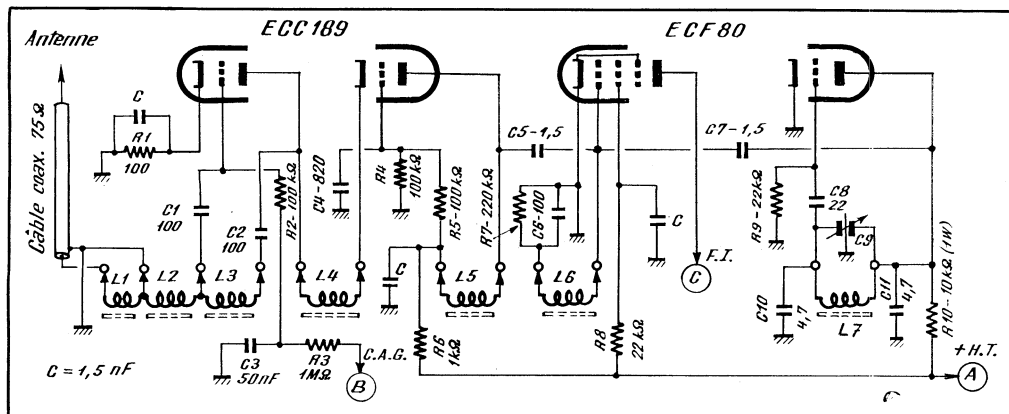 ECC189
ECF80
Antenne
Câble coax. 75Ω
C
R1
100
C1
100
C2
100
R2-100kΩ
L1
L2
L3
L4
C3
50nF
R3
1MΩ
C.A.G.
B
C = 1,5 nF
C4-820
R4
100kΩ
R5-100kΩ
C
L5
R6
1kΩ
C5-1,5
R7-220kΩ
C6-100
L6
C
R8
22kΩ
F.I.
C
C7-1,5
R9-22kΩ
C8
22
C9
C10
4,7
L7
C11
4,7
R10-10kΩ(1W)
+H.T.
A